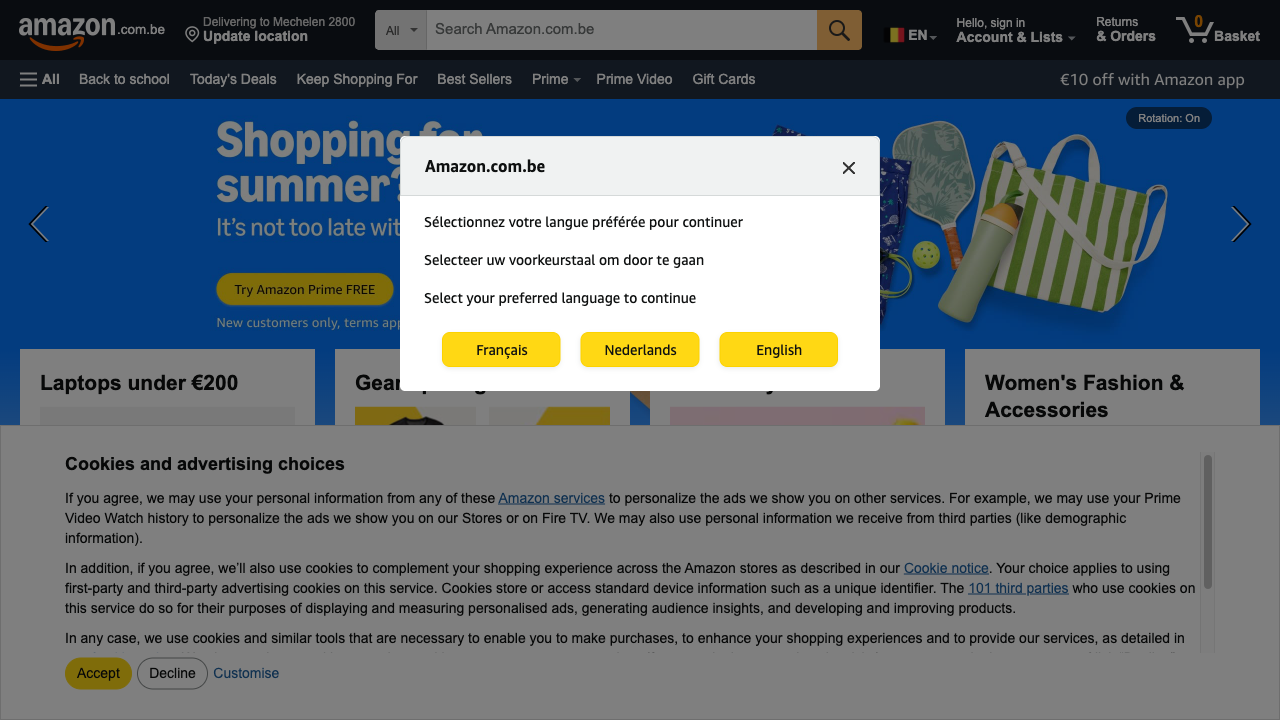 amazon.com.be
Delivering to Mechelen 2800
Update location
All
Search Amazon.com.be
EN
Hello, sign in
Account & Lists
Returns
& Orders
0
Basket
All
Back to school
Today's Deals
Keep Shopping For
Best Sellers
Prime
Prime Video
Gift Cards
€10 off with Amazon app
Rotation: On
Shopping for
summer?
It's not too late with
Try Amazon Prime FREE
New customers only, terms
Amazon.com.be
Sélectionnez votre langue préférée pour continuer
Selecteer uw voorkeurstaal om door te gaan
Select your preferred language to continue
Français
Nederlands
English
Laptops under €200
Women's Fashion &
Accessories
Cookies and advertising choices
If you agree, we may use your personal information from any of these Amazon services to personalize the ads we show you on other services. For example, we may use your Prime
Video Watch history to personalize the ads we show you on our Stores or on Fire TV. We may also use personal information we receive from third parties (like demographic
information).
In addition, if you agree, we’ll also use cookies to complement your shopping experience across the Amazon stores as described in our Cookie notice. Your choice applies to using
first-party and third-party advertising cookies on this service. Cookies store or access standard device information such as a unique identifier. The 101 third parties who use cookies on
this service do so for their purposes of displaying and measuring personalised ads, generating audience insights, and developing and improving products.
In any case, we use cookies and similar tools that are necessary to enable you to make purchases, to enhance your shopping experiences and to provide our services, as detailed in
Accept
Decline
Customise